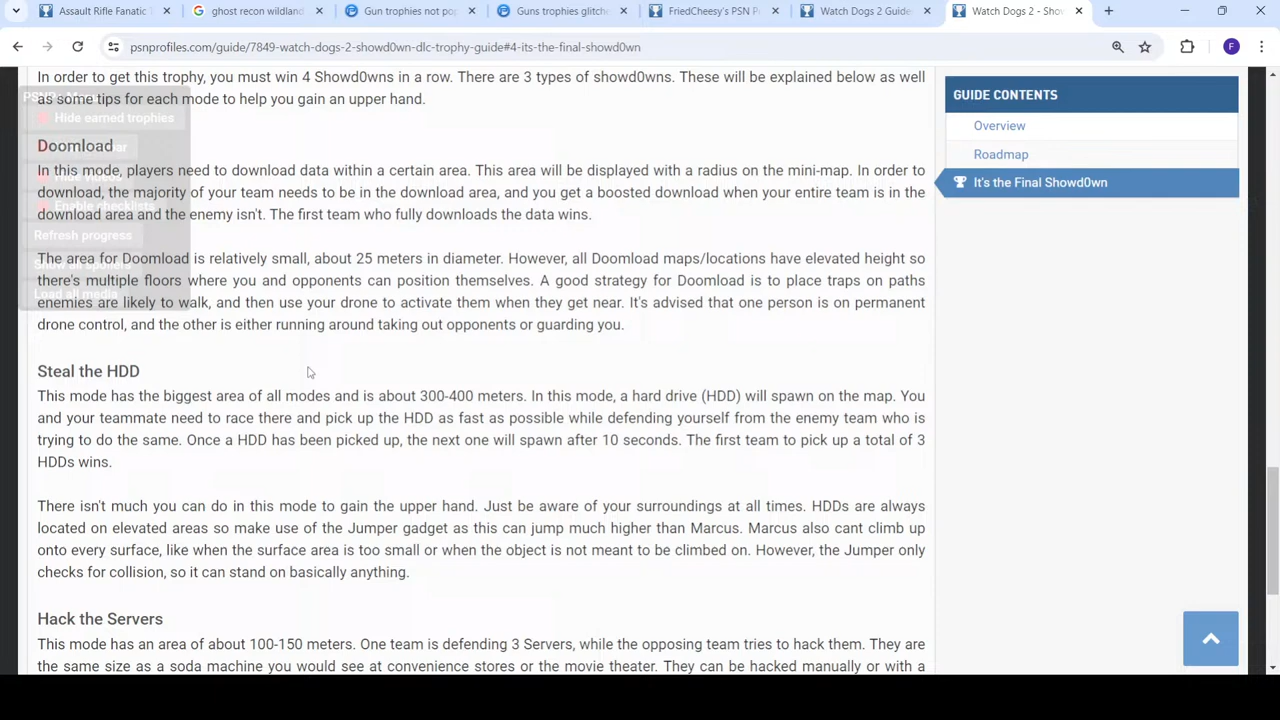 Assault Rifle Fanatic T
ghost recon wildland
Gun trophies not pop
Guns trophies glitche
FriedCheesy's PSN P
Watch Dogs 2 Guide
Watch Dogs 2 - Show
psnprofiles.com/guide/7849-watch-dogs-2-showd0wn-dlc-trophy-guide#4-its-the-final-showd0wn
F
In order to get this trophy, you must win 4 Showd0wns in a row. There are 3 types of showd0wns. These will be explained below as well
as some tips for each mode to help you gain an upper hand.
Hide earned trophies
Doomload
In this mode, players need to download data within a certain area. This area will be displayed with a radius on the mini-map. In order to
download, the majority of your team needs to be in the download area, and you get a boosted download when your entire team is in the
Enable checklists
download area and the enemy isn't. The first team who fully downloads the data wins.
Refresh progress
The area for Doomload is relatively small, about 25 meters in diameter. However, all Doomload maps/locations have elevated height so
Show all spoilers
there's multiple floors where you and opponents can position themselves. A good strategy for Doomload is to place traps on paths
Load all media
enemies are likely to walk, and then use your drone to activate them when they get near. It's advised that one person is on permanent
drone control, and the other is either running around taking out opponents or guarding you.
Steal the HDD
This mode has the biggest area of all modes and is about 300-400 meters. In this mode, a hard drive (HDD) will spawn on the map. You
and your teammate need to race there and pick up the HDD as fast as possible while defending yourself from the enemy team who is
trying to do the same. Once a HDD has been picked up, the next one will spawn after 10 seconds. The first team to pick up a total of 3
HDDs wins.
There isn't much you can do in this mode to gain the upper hand. Just be aware of your surroundings at all times. HDDs are always
located on elevated areas so make use of the Jumper gadget as this can jump much higher than Marcus. Marcus also cant climb up
onto every surface, like when the surface area is too small or when the object is not meant to be climbed on. However, the Jumper only
checks for collision, so it can stand on basically anything.
Hack the Servers
This mode has an area of about 100-150 meters. One team is defending 3 Servers, while the opposing team tries to hack them. They are
the same size as a soda machine you would see at convenience stores or the movie theater. They can be hacked manually or with a
GUIDE CONTENTS
Overview
Roadmap
It's the Final Showd0wn